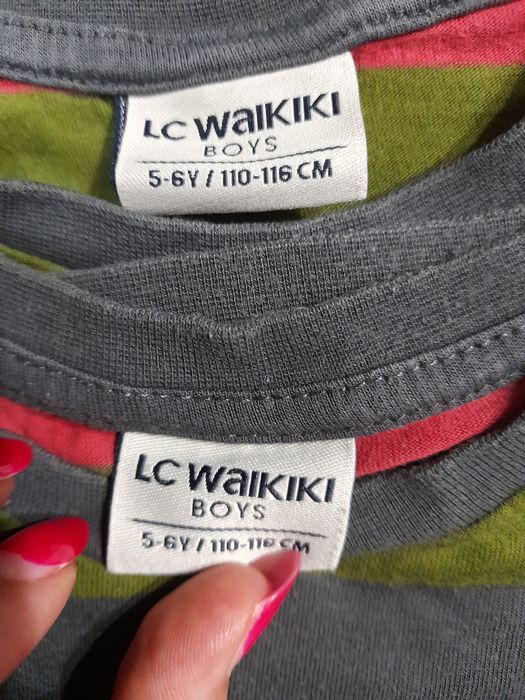 LC WAIKIKI
BOYS
5-6Y / 110-116 CM
LC WAIKIKI
BOYS
5-6Y / 110-116 CM